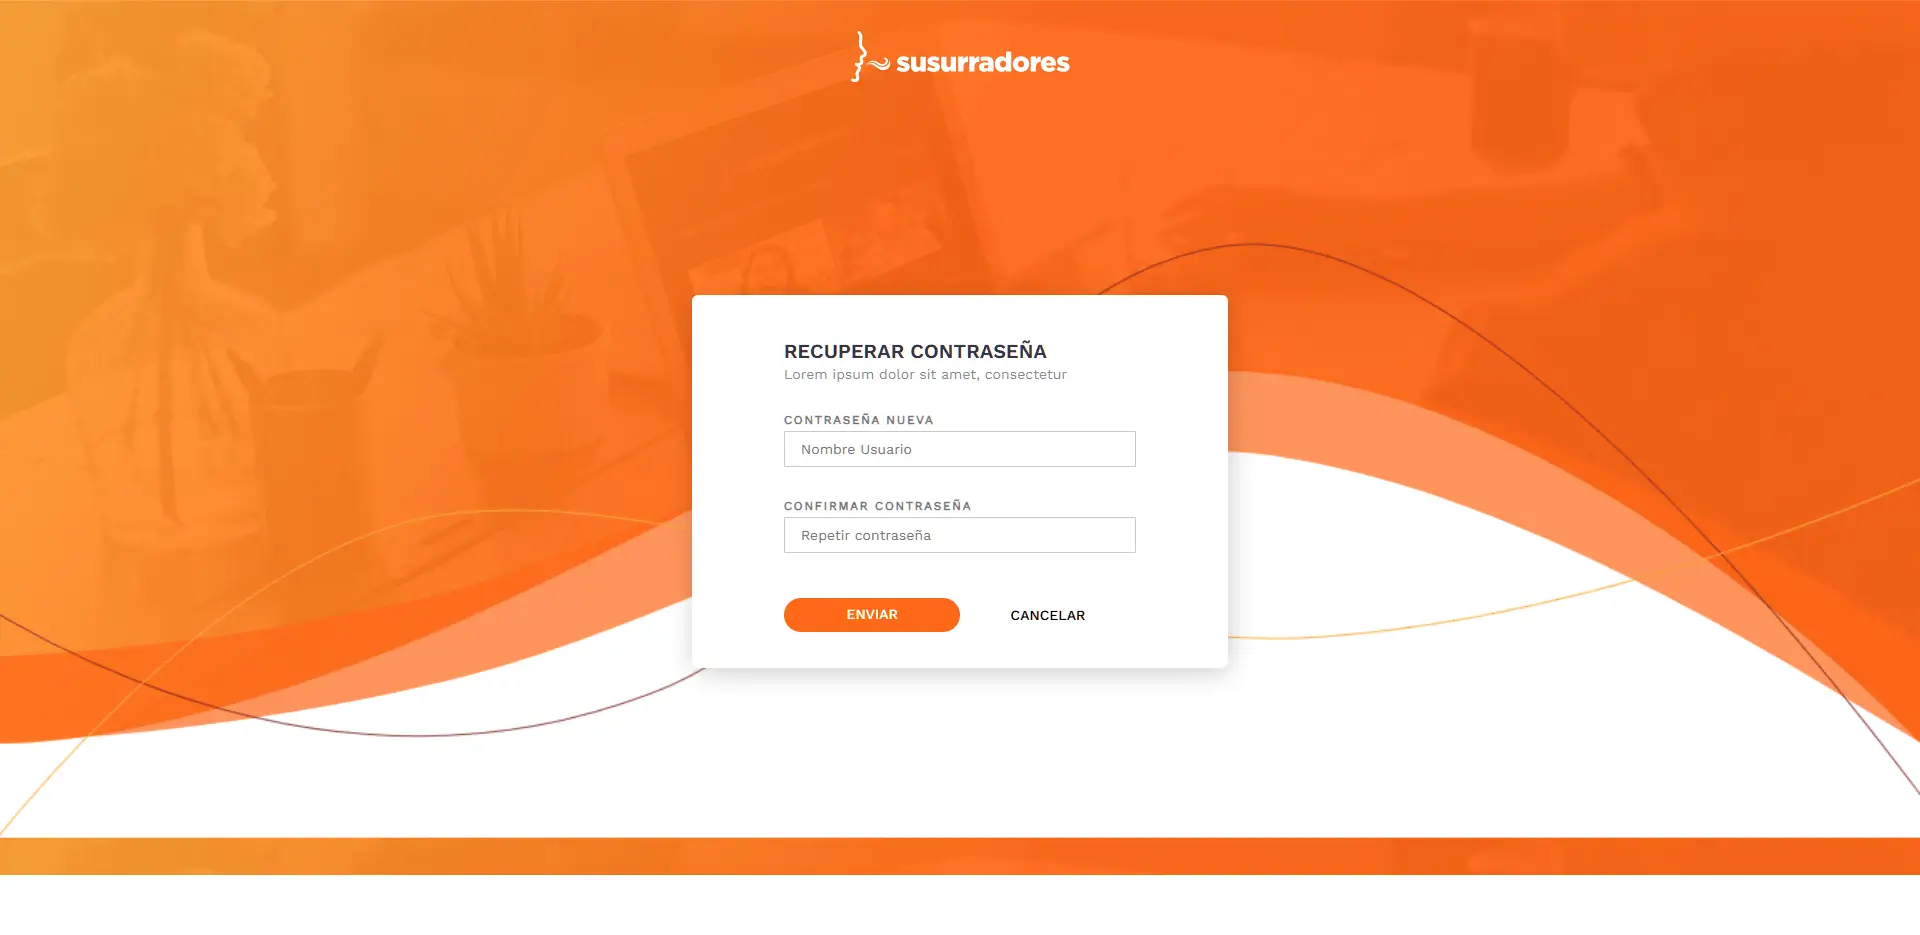 susurradores
RECUPERAR CONTRASEÑA
Lorem ipsum dolor sit amet, consectetur
CONTRASEÑA NUEVA
Nombre Usuario
CONFIRMAR CONTRASEÑA
Repetir contraseña
ENVIAR
CANCELAR